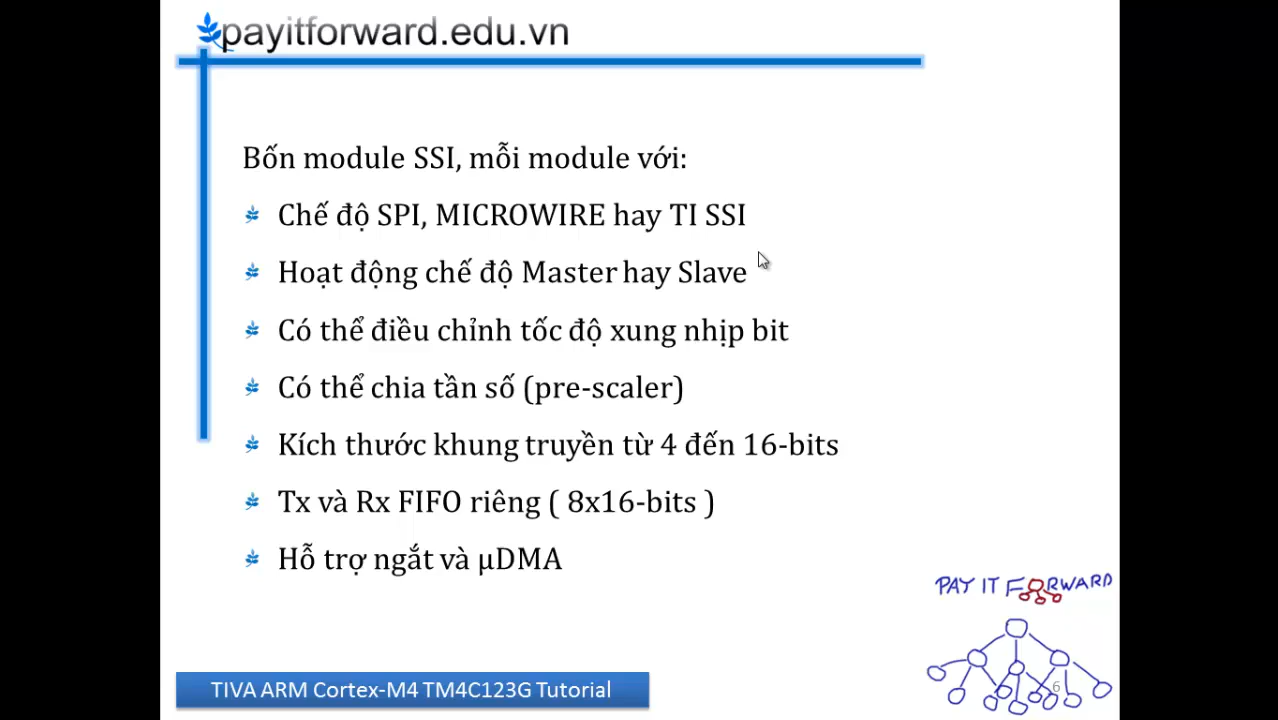 payitforward.edu.vn
Bốn module SSI, mỗi module với:
Chế độ SPI, MICROWIRE hay TI SSI
Hoạt động chế độ Master hay Slave
Có thể điều chỉnh tốc độ xung nhịp bit
Có thể chia tần số (pre-scaler)
Kích thước khung truyền từ 4 đến 16-bits
Tx và Rx FIFO riêng ( 8x16-bits )
Hỗ trợ ngắt và µDMA
PAY IT FORWARD
6
TIVA ARM Cortex-M4 TM4C123G Tutorial